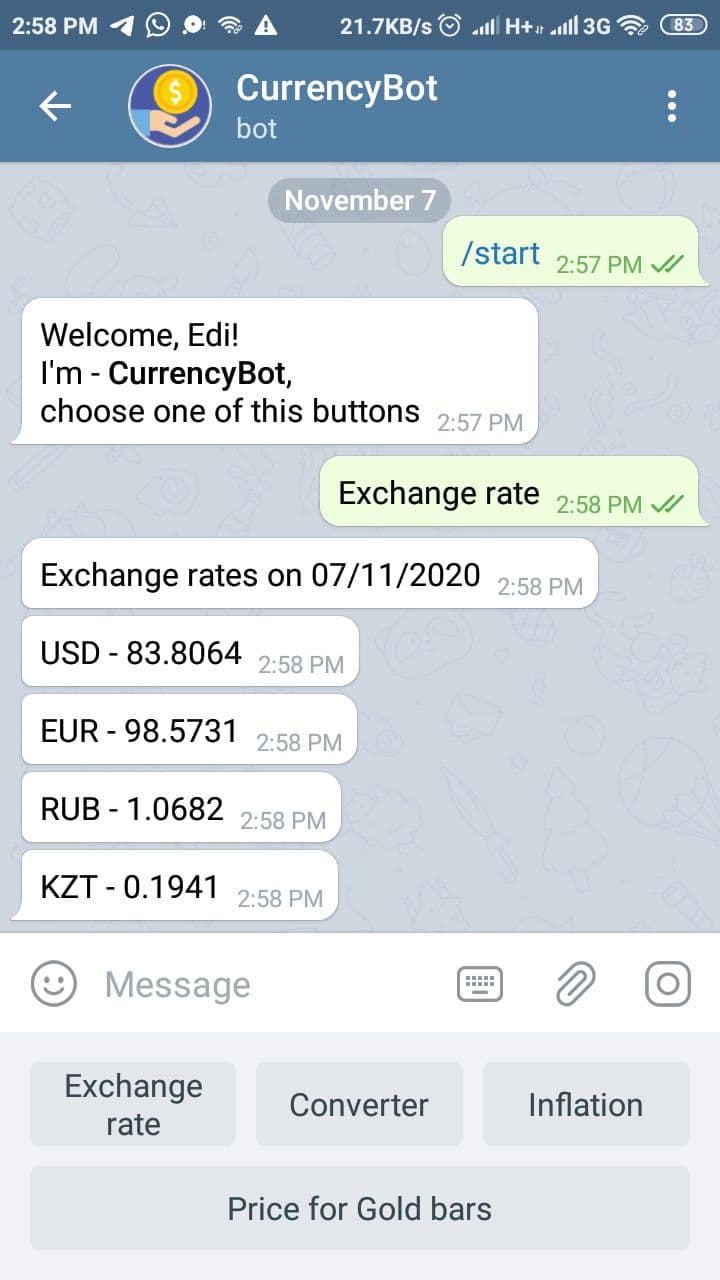 2:58 PM 21.7KB/s H+ 3G 83
CurrencyBot
bot
November 7
/start 2:57 PM
Welcome, Edi!
I'm - CurrencyBot,
choose one of this buttons 2:57 PM
Exchange rate 2:58 PM
Exchange rates on 07/11/2020 2:58 PM
USD - 83.8064 2:58 PM
EUR - 98.5731 2:58 PM
RUB - 1.0682 2:58 PM
KZT - 0.1941 2:58 PM
Message
Exchange
rate
Converter
Inflation
Price for Gold bars